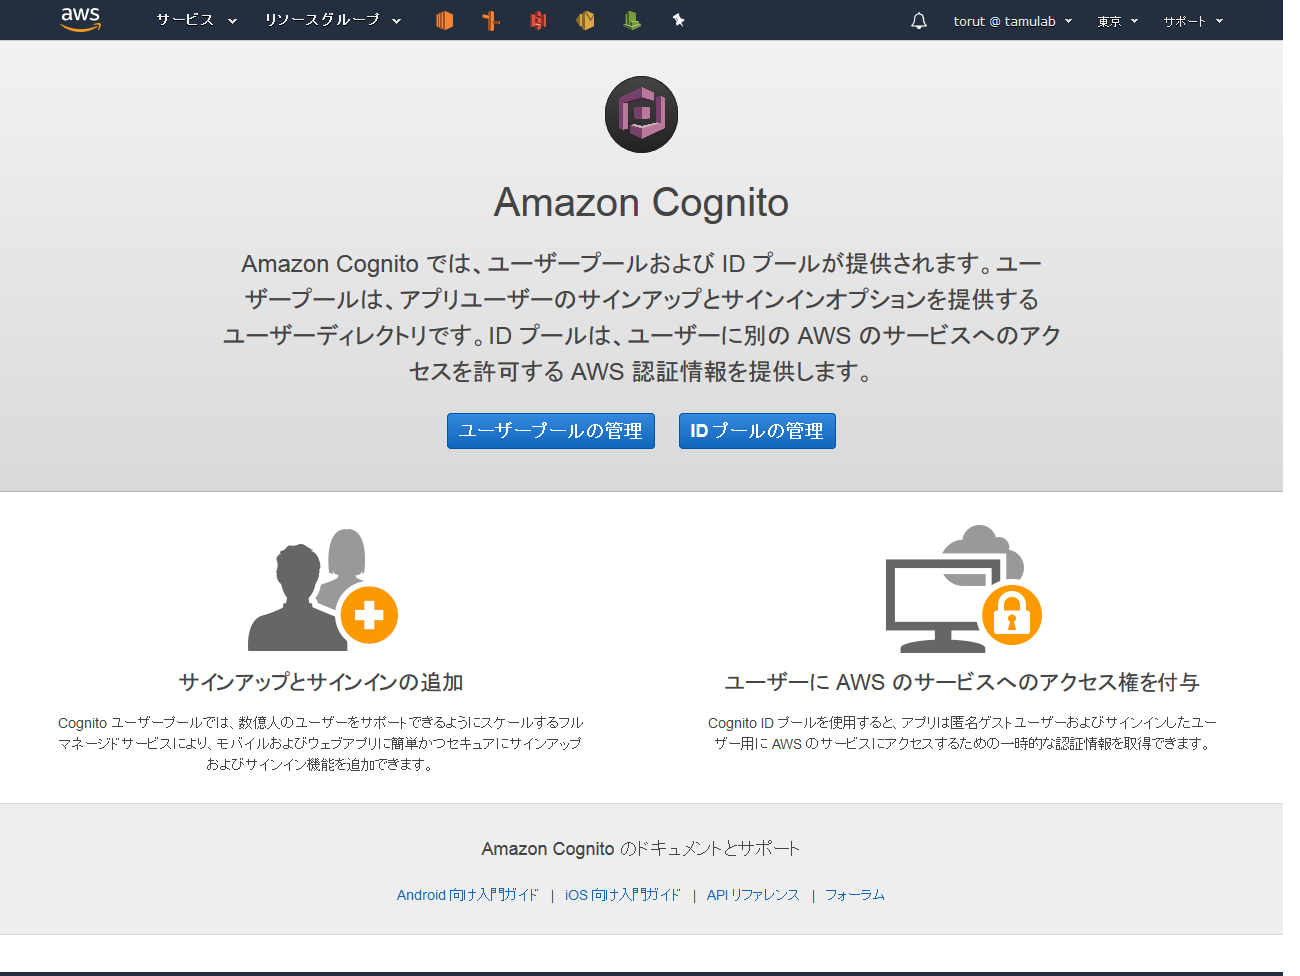 aws サービス リソースグループ torut @ tamulab 東京 サポート
Amazon Cognito
Amazon Cognito では、ユーザープールおよび ID プールが提供されます。ユー
ザープールは、アプリユーザーのサインアップとサインインオプションを提供する
ユーザーディレクトリです。ID プールは、ユーザーに別の AWS のサービスへのアク
セスを許可する AWS 認証情報を提供します。
ユーザープールの管理 ID プールの管理
サインアップとサインインの追加
Cognito ユーザープールでは、数億人のユーザーをサポートできるようにスケールするフル
マネージドサービスにより、モバイルおよびウェブアプリに簡単かつセキュアにサインアップ
およびサインイン機能を追加できます。
ユーザーに AWS のサービスへのアクセス権を付与
Cognito ID プールを使用すると、アプリは匿名ゲストユーザーおよびサインインしたユー
ザー用に AWS のサービスにアクセスするための一時的な認証情報を取得できます。
Amazon Cognito のドキュメントとサポート
Android 向け入門ガイド | iOS 向け入門ガイド | API リファレンス | フォーラム